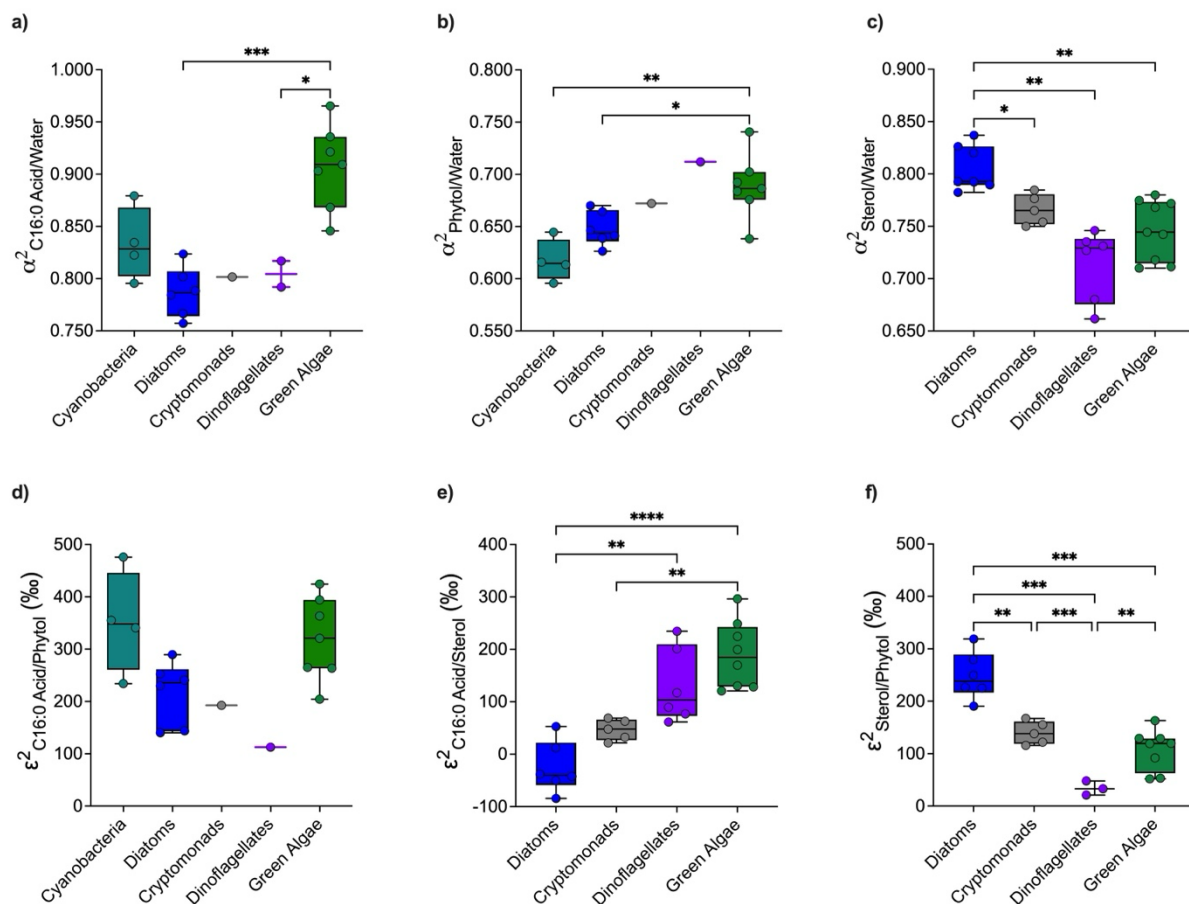 a)
α²C16:0 Acid/Water
1.000
0.950
0.900
0.850
0.800
0.750
***
*
Cyanobacteria
Diatoms
Cryptomonads
Dinoflagellates
Green Algae
b)
α²Phytol/Water
0.800
0.750
0.700
0.650
0.600
0.550
**
*
Cyanobacteria
Diatoms
Cryptomonads
Dinoflagellates
Green Algae
c)
α²Sterol/Water
0.900
0.850
0.800
0.750
0.700
0.650
**
**
*
Diatoms
Cryptomonads
Dinoflagellates
Green Algae
d)
ε²C16:0 Acid/Phytol (‰)
500
400
300
200
100
0
Cyanobacteria
Diatoms
Cryptomonads
Dinoflagellates
Green Algae
e)
ε²C16:0 Acid/Sterol (‰)
400
300
200
100
0
-100
****
**
**
Diatoms
Cryptomonads
Dinoflagellates
Green Algae
f)
ε²Sterol/Phytol (‰)
500
400
300
200
100
0
***
***
** *** **
Diatoms
Cryptomonads
Dinoflagellates
Green Algae